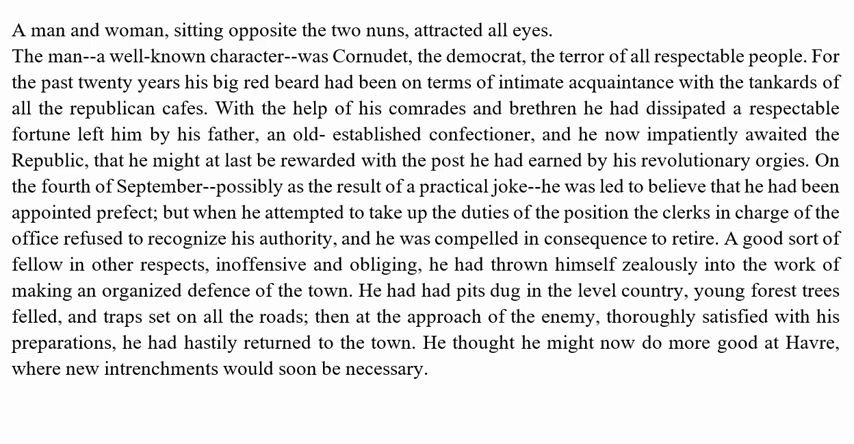 A man and woman, sitting opposite the two nuns, attracted all eyes.
The man--a well-known character--was Cornudet, the democrat, the terror of all respectable people. For
the past twenty years his big red beard had been on terms of intimate acquaintance with the tankards of
all the republican cafes. With the help of his comrades and brethren he had dissipated a respectable
fortune left him by his father, an old- established confectioner, and he now impatiently awaited the
Republic, that he might at last be rewarded with the post he had earned by his revolutionary orgies. On
the fourth of September--possibly as the result of a practical joke--he was led to believe that he had been
appointed prefect; but when he attempted to take up the duties of the position the clerks in charge of the
office refused to recognize his authority, and he was compelled in consequence to retire. A good sort of
fellow in other respects, inoffensive and obliging, he had thrown himself zealously into the work of
making an organized defence of the town. He had had pits dug in the level country, young forest trees
felled, and traps set on all the roads; then at the approach of the enemy, thoroughly satisfied with his
preparations, he had hastily returned to the town. He thought he might now do more good at Havre,
where new intrenchments would soon be necessary.